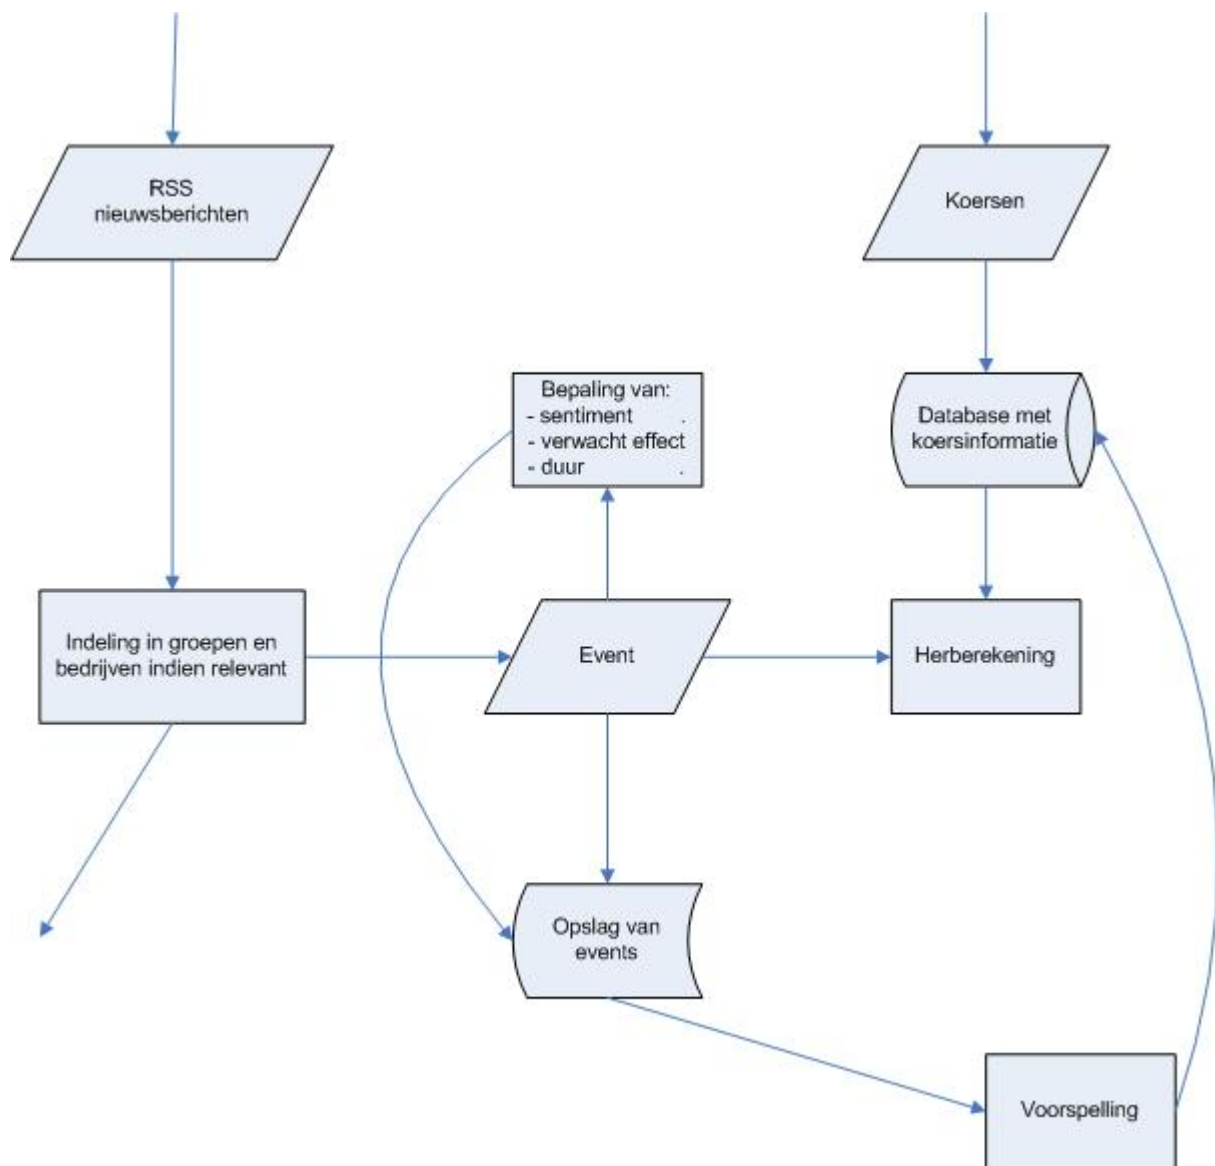 RSS
nieuwsberichten
Koersen
Bepaling van:
- sentiment .
- verwacht effect
- duur .
Database met
koersinformatie
Indeling in groepen en
bedrijven indien relevant
Event
Herberekening
Opslag van
events
Voorspelling